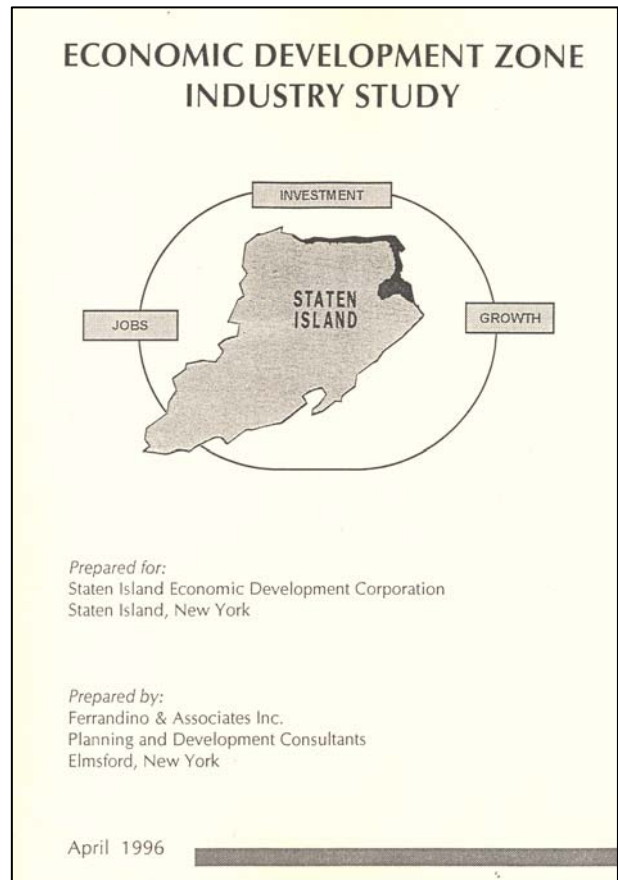 ECONOMIC DEVELOPMENT ZONE
INDUSTRY STUDY
INVESTMENT
STATEN
ISLAND
JOBS
GROWTH
Prepared for:
Staten Island Economic Development Corporation
Staten Island, New York
Prepared by:
Ferrandino & Associates Inc.
Planning and Development Consultants
Elmsford, New York
April 1996